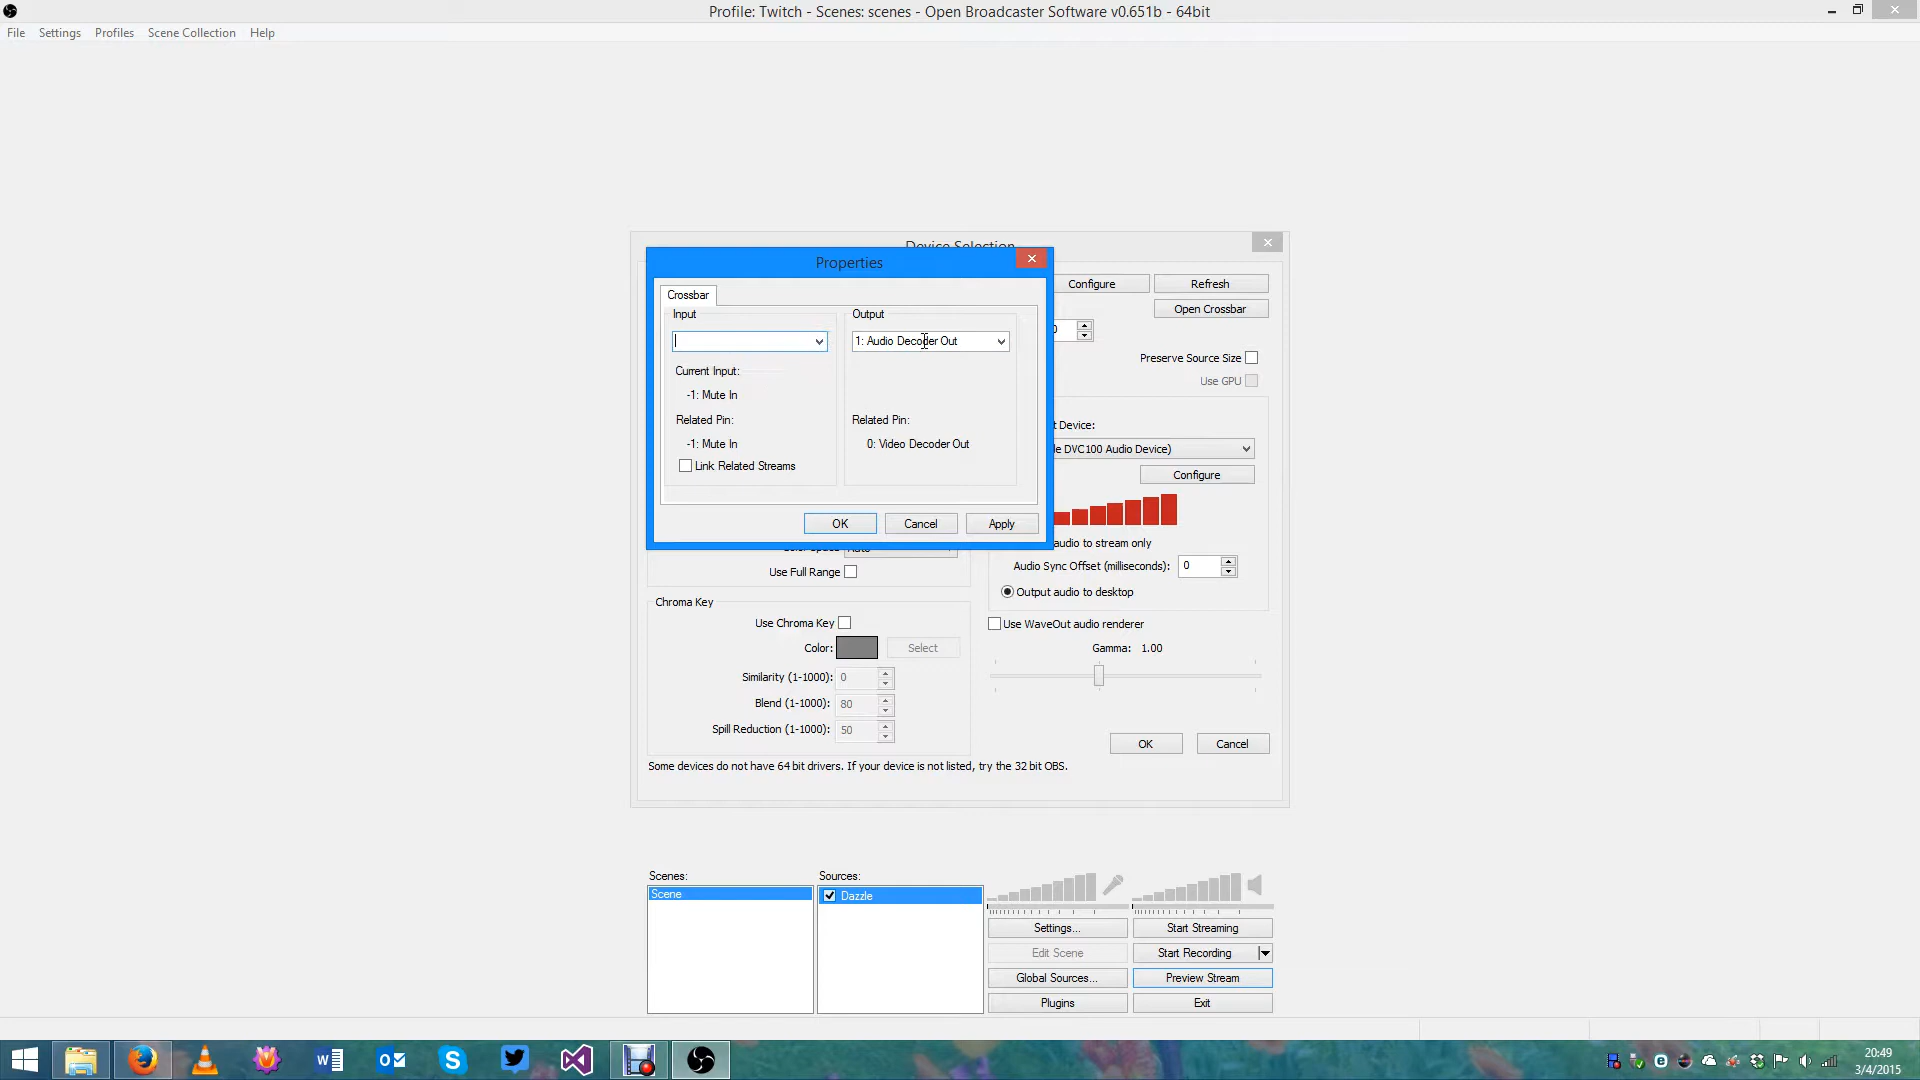 Profile: Twitch - Scenes: scenes - Open Broadcaster Software v0.651b - 64bit
File Settings Profiles Scene Collection Help
Properties
Crossbar
Input
Output
1: Audio Decoder Out
Current Input:
-1: Mute In
Related Pin:
Related Pin:
-1: Mute In
0: Video Decoder Out
Link Related Streams
OK
Cancel
Apply
Configure
Refresh
Open Crossbar
Preserve Source Size
Use GPU
Device:
DVC100 Audio Device)
Configure
audio to stream only
Audio Sync Offset (milliseconds): 0
Output audio to desktop
Use Full Range
Chroma Key
Use Chroma Key
Color:
Select
Similarity (1-1000): 0
Blend (1-1000): 80
Spill Reduction (1-1000): 50
Use WaveOut audio renderer
Gamma: 1.00
OK
Cancel
Some devices do not have 64 bit drivers. If your device is not listed, try the 32 bit OBS.
Scenes:
Scene
Sources:
Dazzle
Settings...
Start Streaming
Edit Scene
Start Recording
Global Sources...
Preview Stream
Plugins
Exit
20:49
3/4/2015